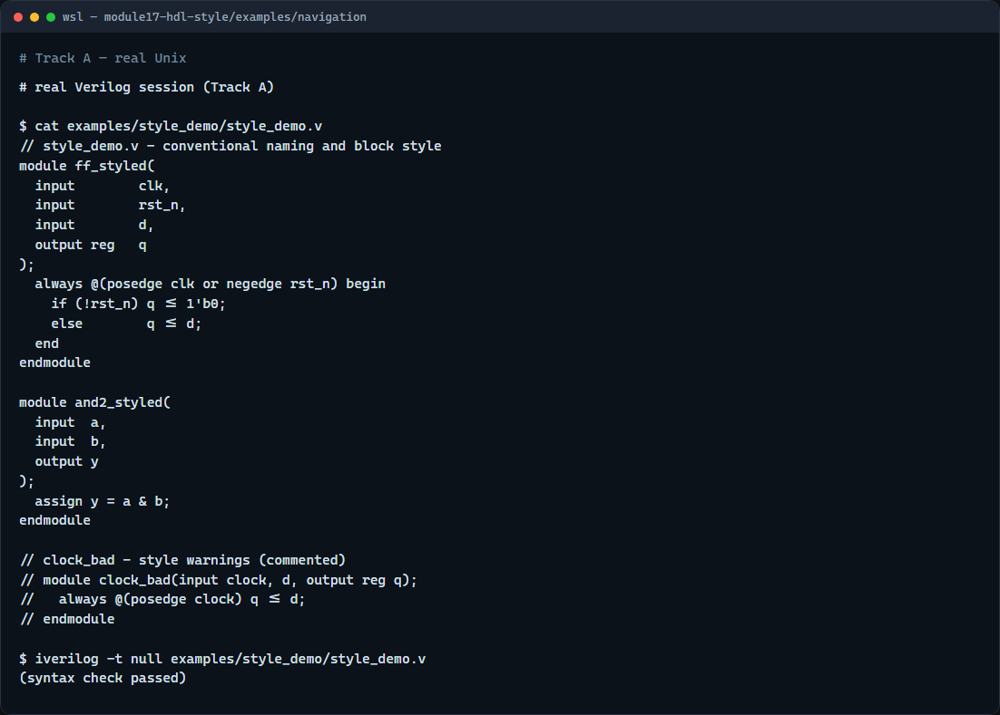 wsl — module17-hdl-style/examples/navigation
# Track A — real Unix
# real Verilog session (Track A)
$ cat examples/style_demo/style_demo.v
// style_demo.v — conventional naming and block style
module ff_styled(
  input        clk,
  input        rst_n,
  input        d,
  output reg   q
);
  always @(posedge clk or negedge rst_n) begin
    if (!rst_n) q <= 1'b0;
    else        q <= d;
  end
endmodule
module and2_styled(
  input  a,
  input  b,
  output y
);
  assign y = a & b;
endmodule
// clock_bad — style warnings (commented)
// module clock_bad(input clock, d, output reg q);
//   always @(posedge clock) q <= d;
// endmodule
$ iverilog -t null examples/style_demo/style_demo.v
(syntax check passed)